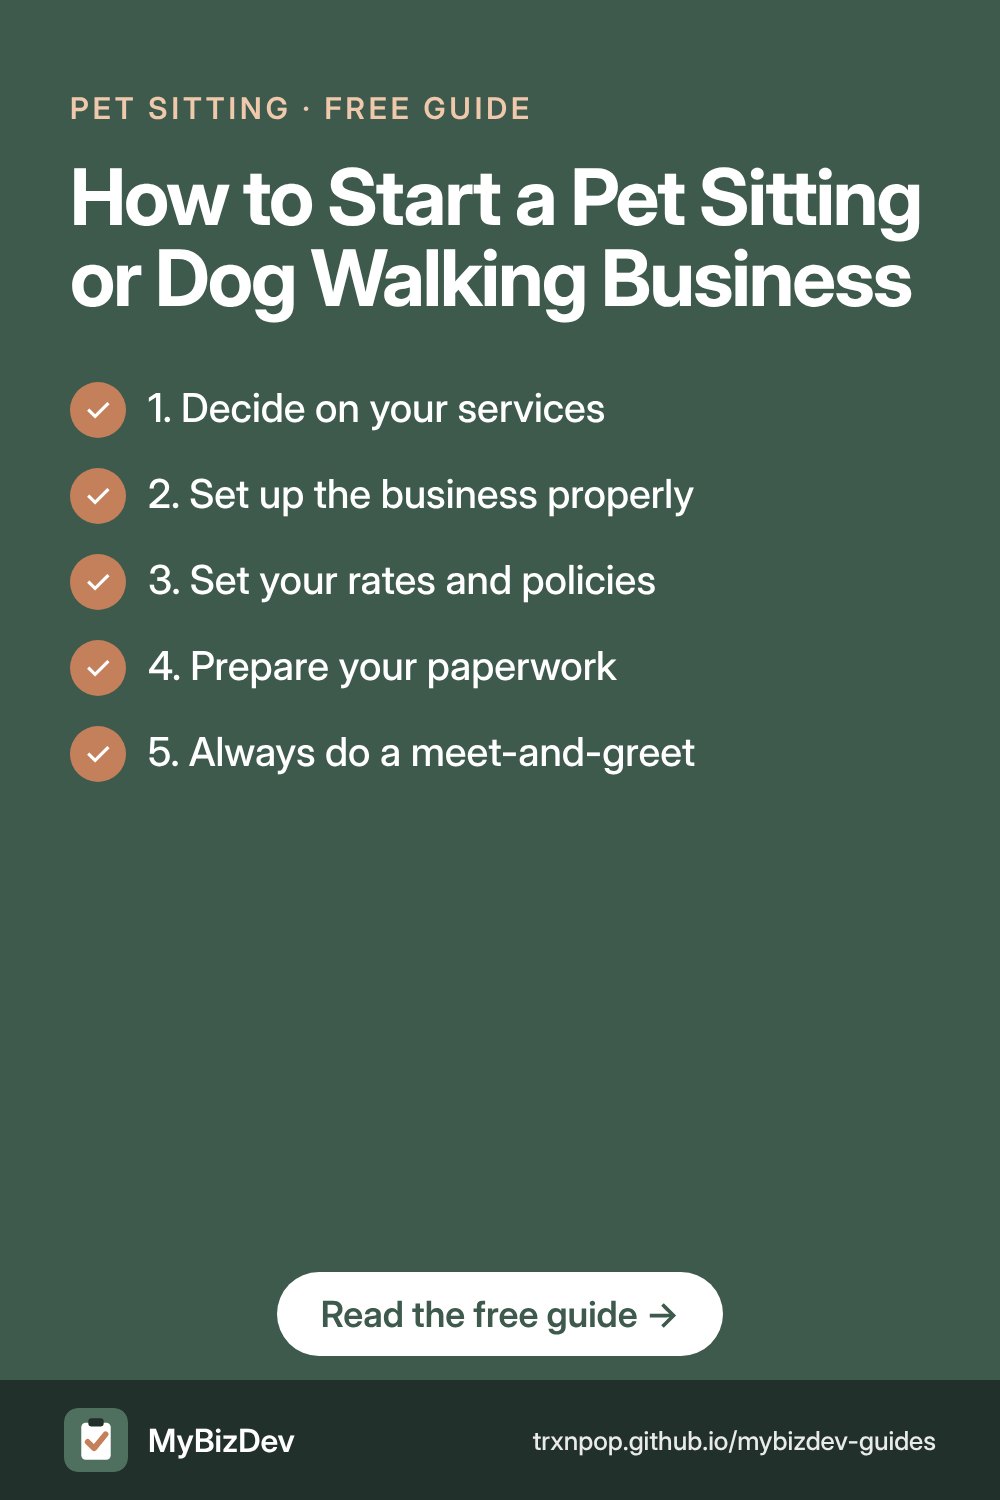 PET SITTING · FREE GUIDE
How to Start a Pet Sitting
or Dog Walking Business
1. Decide on your services
2. Set up the business properly
3. Set your rates and policies
4. Prepare your paperwork
5. Always do a meet-and-greet
Read the free guide →
MyBizDev
trxnpop.github.io/mybizdev-guides